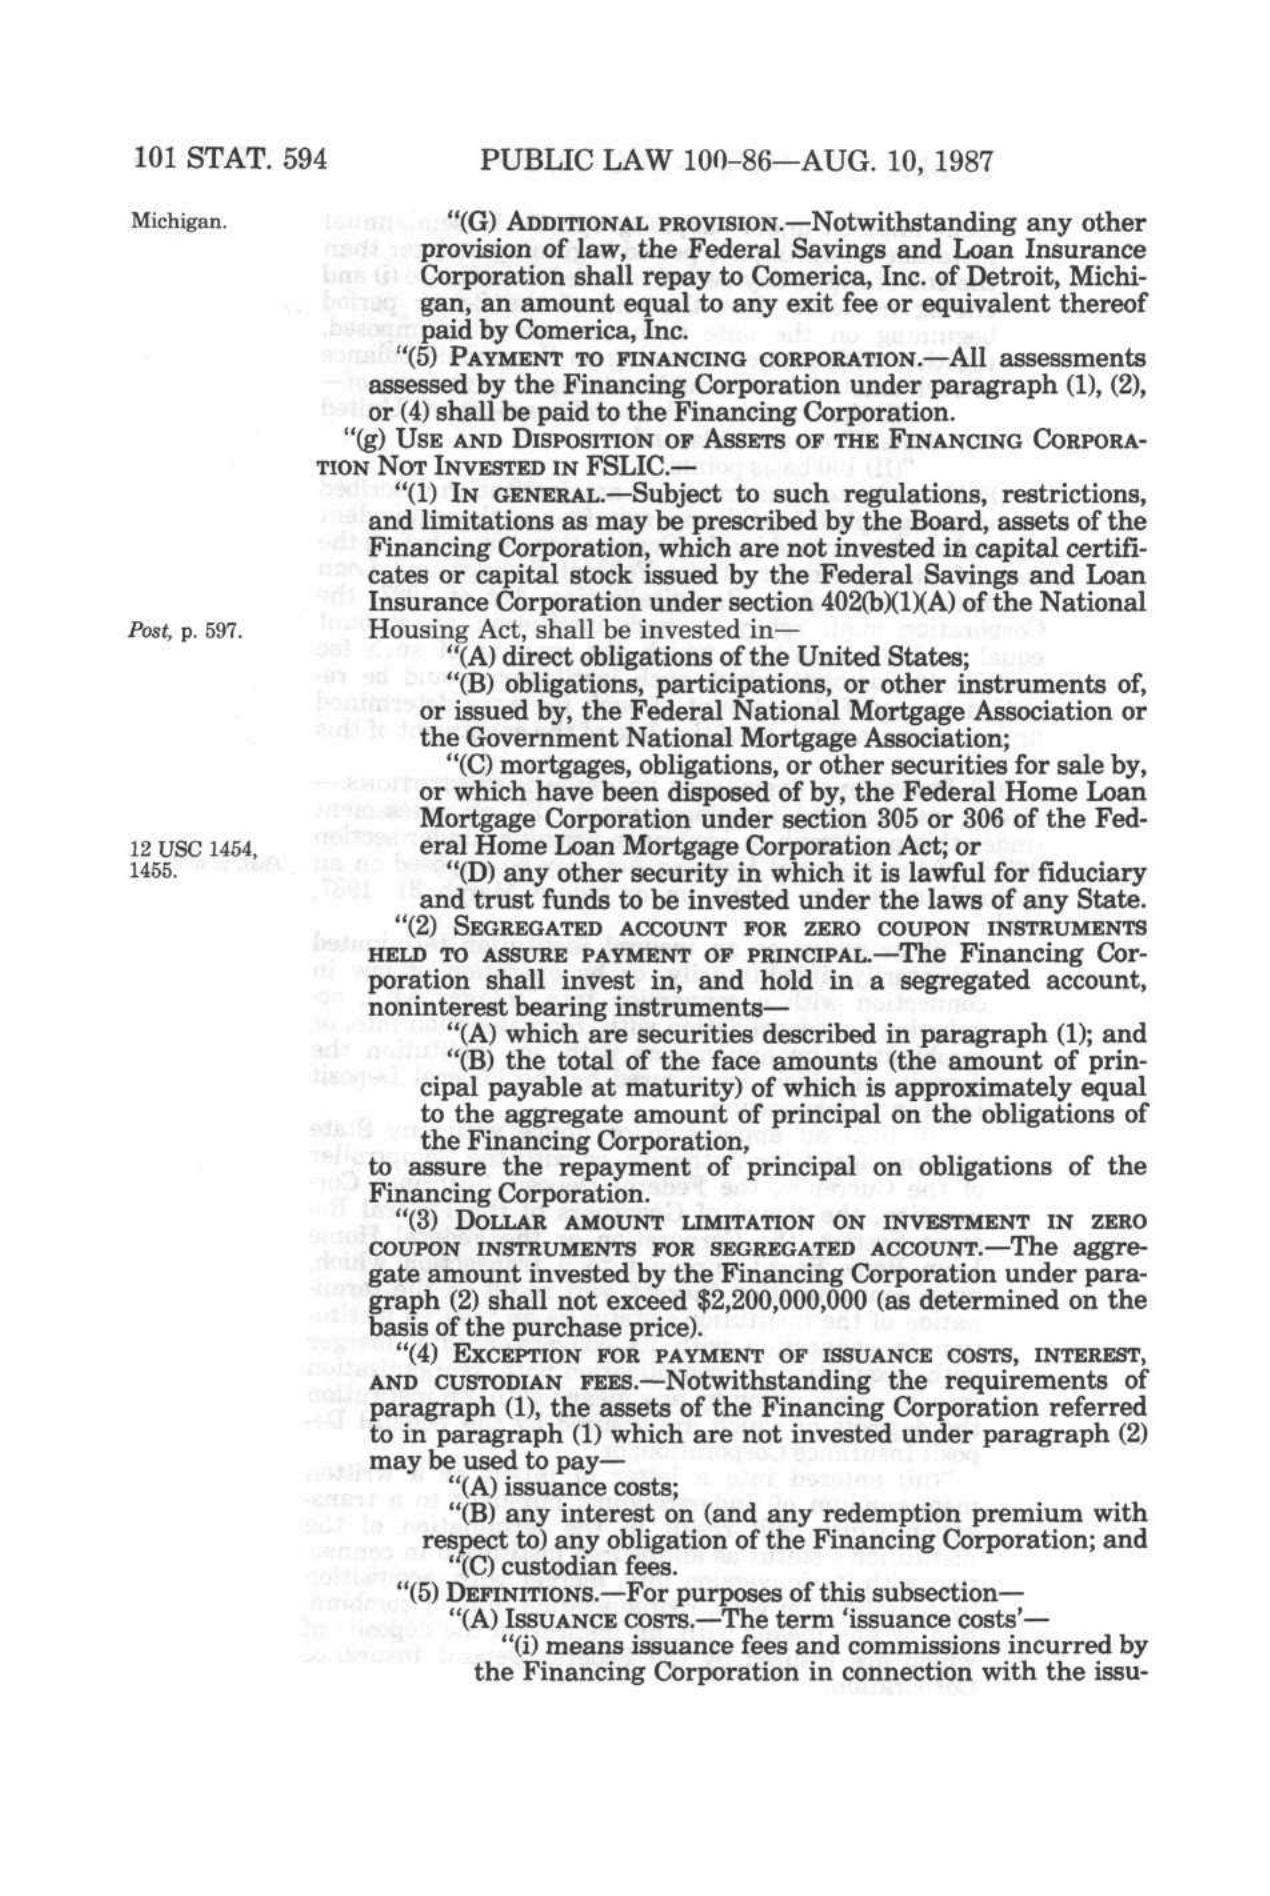 101 STAT. 594 PUBLIC LAW 100–86—AUG. 10, 1987
Michigan.
“(G) ADDITIONAL PROVISION.—Notwithstanding any other
provision of law, the Federal Savings and Loan Insurance
Corporation shall repay to Comerica, Inc. of Detroit, Michi-
gan, an amount equal to any exit fee or equivalent thereof
paid by Comerica, Inc.
“(5) PAYMENT TO FINANCING CORPORATION.—All assessments
assessed by the Financing Corporation under paragraph (1), (2),
or (4) shall be paid to the Financing Corporation.
“(g) USE AND DISPOSITION OF ASSETS OF THE FINANCING CORPORA-
TION NOT INVESTED IN FSLIC.—
“(1) IN GENERAL.—Subject to such regulations, restrictions,
and limitations as may be prescribed by the Board, assets of the
Financing Corporation, which are not invested in capital certifi-
cates or capital stock issued by the Federal Savings and Loan
Insurance Corporation under section 402(b)(1)(A) of the National
Post, p. 597.
Housing Act, shall be invested in—
“(A) direct obligations of the United States;
“(B) obligations, participations, or other instruments of,
or issued by, the Federal National Mortgage Association or
the Government National Mortgage Association;
“(C) mortgages, obligations, or other securities for sale by,
or which have been disposed of by, the Federal Home Loan
Mortgage Corporation under section 305 or 306 of the Fed-
12 USC 1454,
1455.
eral Home Loan Mortgage Corporation Act; or
“(D) any other security in which it is lawful for fiduciary
and trust funds to be invested under the laws of any State.
“(2) SEGREGATED ACCOUNT FOR ZERO COUPON INSTRUMENTS
HELD TO ASSURE PAYMENT OF PRINCIPAL.—The Financing Cor-
poration shall invest in, and hold in a segregated account,
noninterest bearing instruments—
“(A) which are securities described in paragraph (1); and
“(B) the total of the face amounts (the amount of prin-
cipal payable at maturity) of which is approximately equal
to the aggregate amount of principal on the obligations of
the Financing Corporation,
to assure the repayment of principal on obligations of the
Financing Corporation.
“(3) DOLLAR AMOUNT LIMITATION ON INVESTMENT IN ZERO
COUPON INSTRUMENTS FOR SEGREGATED ACCOUNT.—The aggre-
gate amount invested by the Financing Corporation under para-
graph (2) shall not exceed $2,200,000,000 (as determined on the
basis of the purchase price).
“(4) EXCEPTION FOR PAYMENT OF ISSUANCE COSTS, INTEREST,
AND CUSTODIAN FEES.—Notwithstanding the requirements of
paragraph (1), the assets of the Financing Corporation referred
to in paragraph (1) which are not invested under paragraph (2)
may be used to pay—
“(A) issuance costs;
“(B) any interest on (and any redemption premium with
respect to) any obligation of the Financing Corporation; and
“(C) custodian fees.
“(5) DEFINITIONS.—For purposes of this subsection—
“(A) ISSUANCE COSTS.—The term ‘issuance costs’—
“(i) means issuance fees and commissions incurred by
the Financing Corporation in connection with the issu-